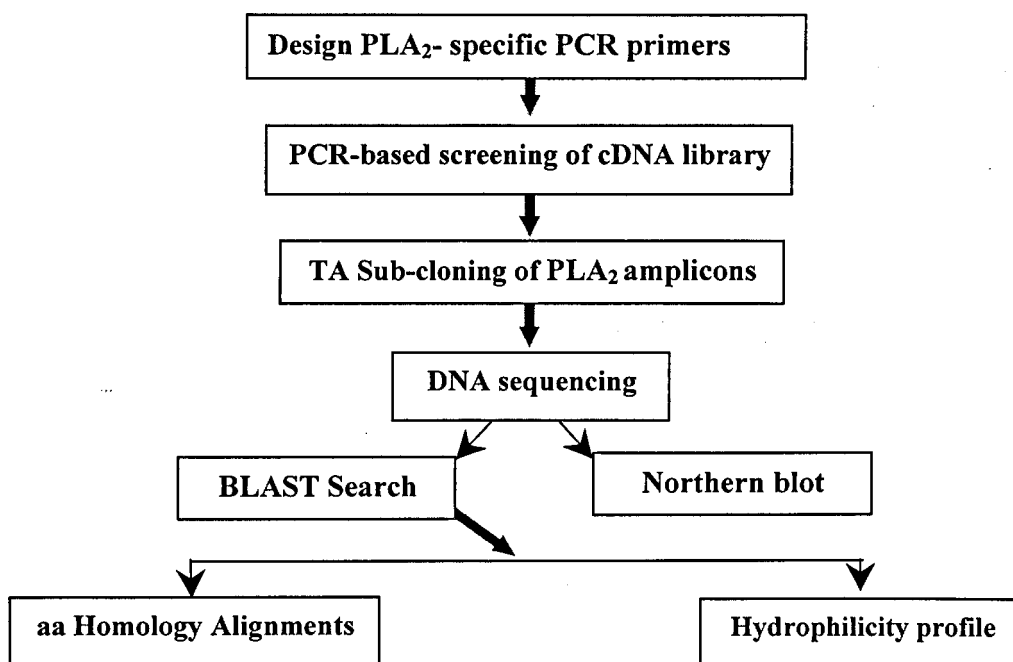 Design PLA₂- specific PCR primers
PCR-based screening of cDNA library
TA Sub-cloning of PLA₂ amplicons
DNA sequencing
BLAST Search
Northern blot
aa Homology Alignments
Hydrophilicity profile